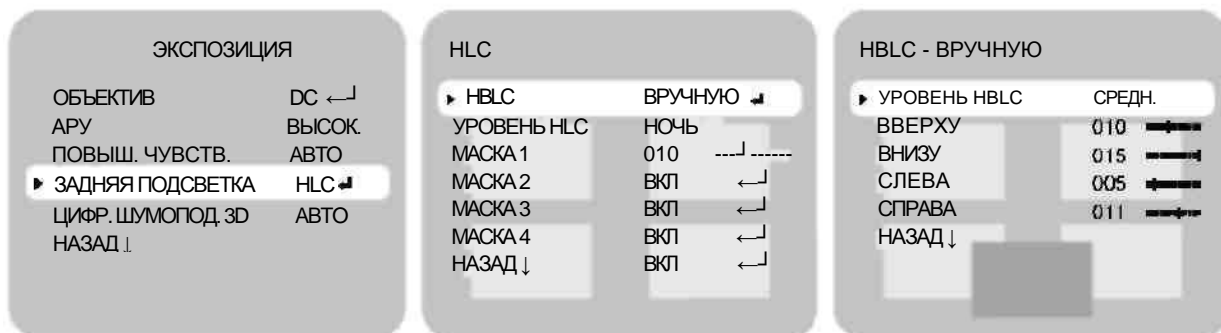 ЭКСПОЗИЦИЯ
ОБЪЕКТИВ DC ←┘
АРУ ВЫСОК.
ПОВЫШ. ЧУВСТВ. АВТО
ЗАДНЯЯ ПОДСВЕТКА HLC ↵
ЦИФР. ШУМОПОД. 3D АВТО
НАЗАД ↓
HLC
HBLC ВРУЧНУЮ ↵
УРОВЕНЬ HLC НОЧЬ
МАСКА 1 010 ---┘------
МАСКА 2 ВКЛ ←┘
МАСКА 3 ВКЛ ←┘
МАСКА 4 ВКЛ ←┘
НАЗАД ↓ ВКЛ ←┘
HBLC - ВРУЧНУЮ
УРОВЕНЬ HBLC СРЕДН.
ВВЕРХУ 010
ВНИЗУ 015
СЛЕВА 005
СПРАВА 011
НАЗАД ↓